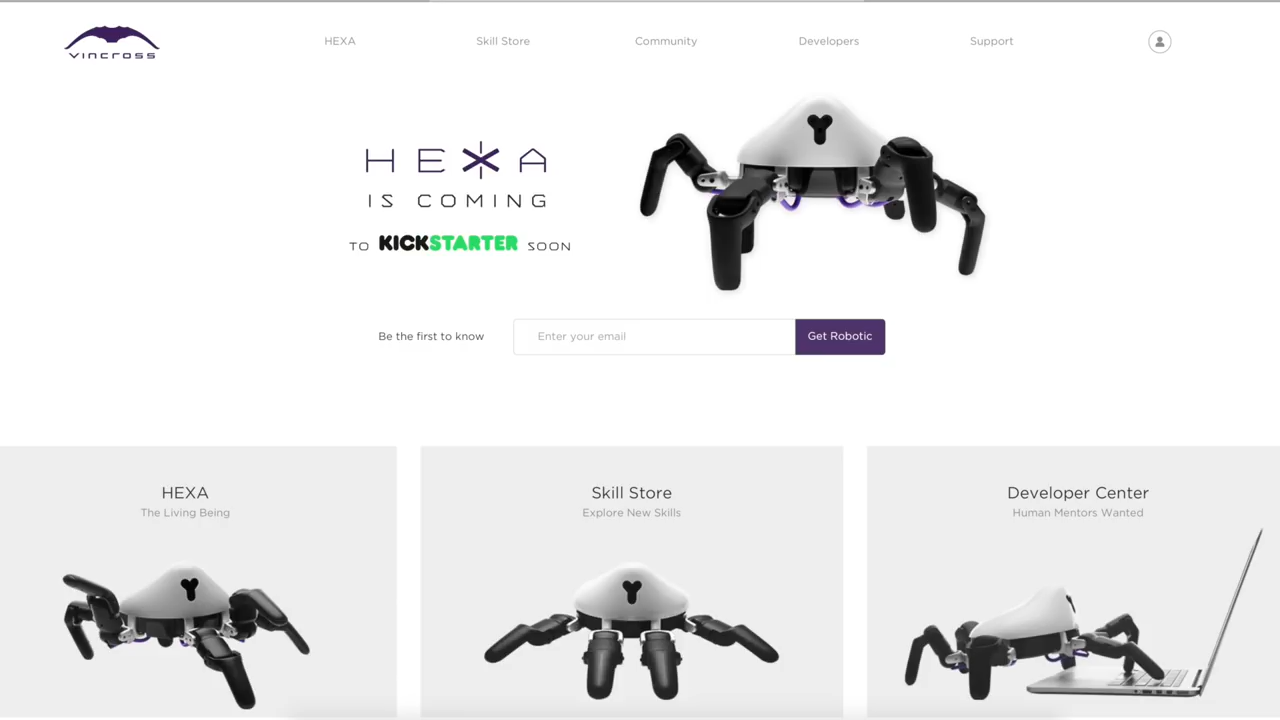 vincross
HEXA
Skill Store
Community
Developers
Support
HEXA
IS COMING
TO KICKSTARTER SOON
Be the first to know
Enter your email
Get Robotic
HEXA
The Living Being
Skill Store
Explore New Skills
Developer Center
Human Mentors Wanted